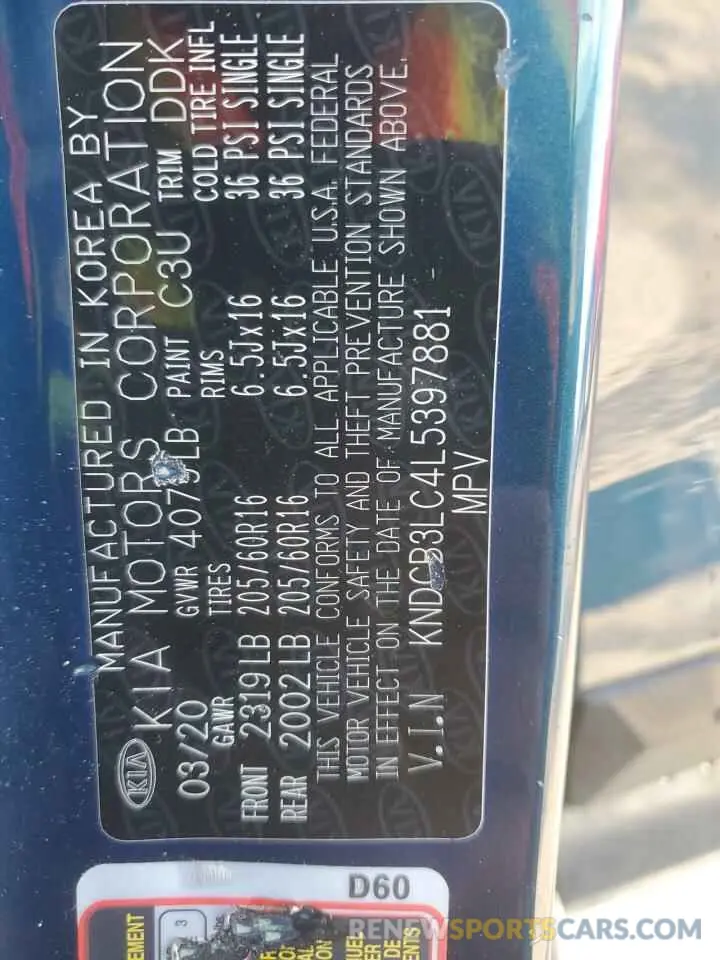 MANUFACTURED IN KOREA BY
KIA KIA MOTORS CORPORATION
03/20 GVWR PAINT C3U TRIM DDK
GAWR TIRES RIMS COLD TIRE INFL
FRONT 2319LB 205/60R16 6.5Jx16 36 PSI SINGLE
REAR 2002LB 205/60R16 6.5Jx16 36 PSI SINGLE
THIS VEHICLE CONFORMS TO ALL APPLICABLE U.S.A. FEDERAL
MOTOR VEHICLE SAFETY AND THEFT PREVENTION STANDARDS
IN EFFECT ON THE DATE OF MANUFACTURE SHOWN ABOVE.
V.I.N KNDCB3LC4L5397881
MPV
D60
RENEWSPORTSCARS.COM